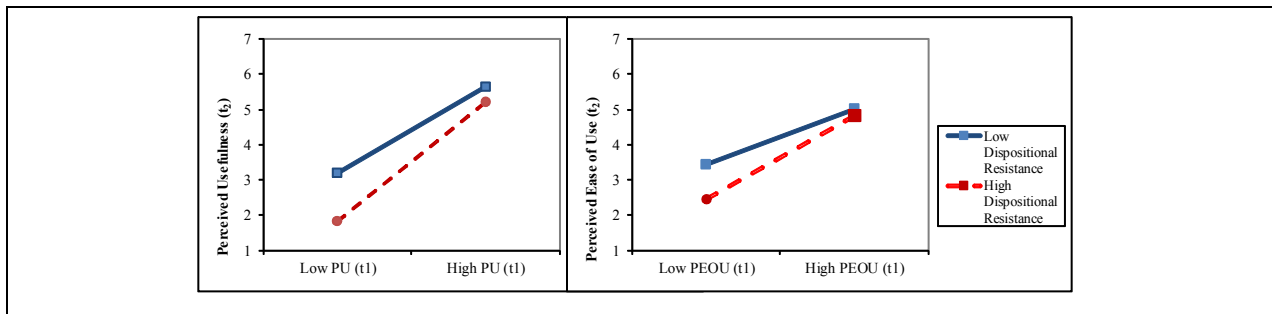 Perceived Usefulness (t₂)
7
6
5
4
3
2
1
Low PU (t1) High PU (t1)
Perceived Ease of Use (t₂)
7
6
5
4
3
2
1
Low PEOU (t1) High PEOU (t1)
Low
Dispositional
Resistance
High
Dispositional
Resistance